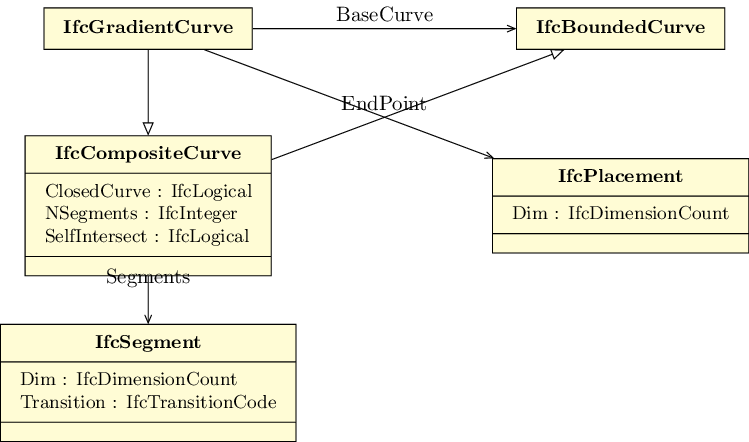 IfcGradientCurve
BaseCurve
IfcBoundedCurve
EndPoint
IfcCompositeCurve
ClosedCurve : IfcLogical
NSegments : IfcInteger
SelfIntersect : IfcLogical
IfcPlacement
Dim : IfcDimensionCount
Segments
IfcSegment
Dim : IfcDimensionCount
Transition : IfcTransitionCode